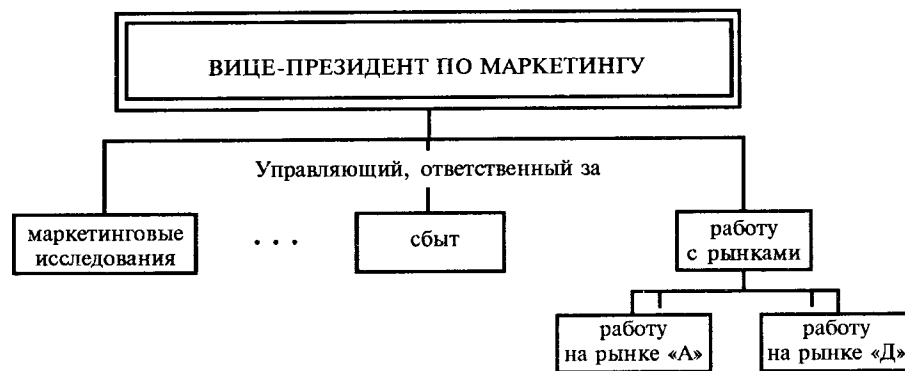 ВИЦЕ-ПРЕЗИДЕНТ ПО МАРКЕТИНГУ
Управляющий, ответственный за
маркетинговые
исследования
. . .
сбыт
работу
с рынками
работу
на рынке «А»
работу
на рынке «Д»